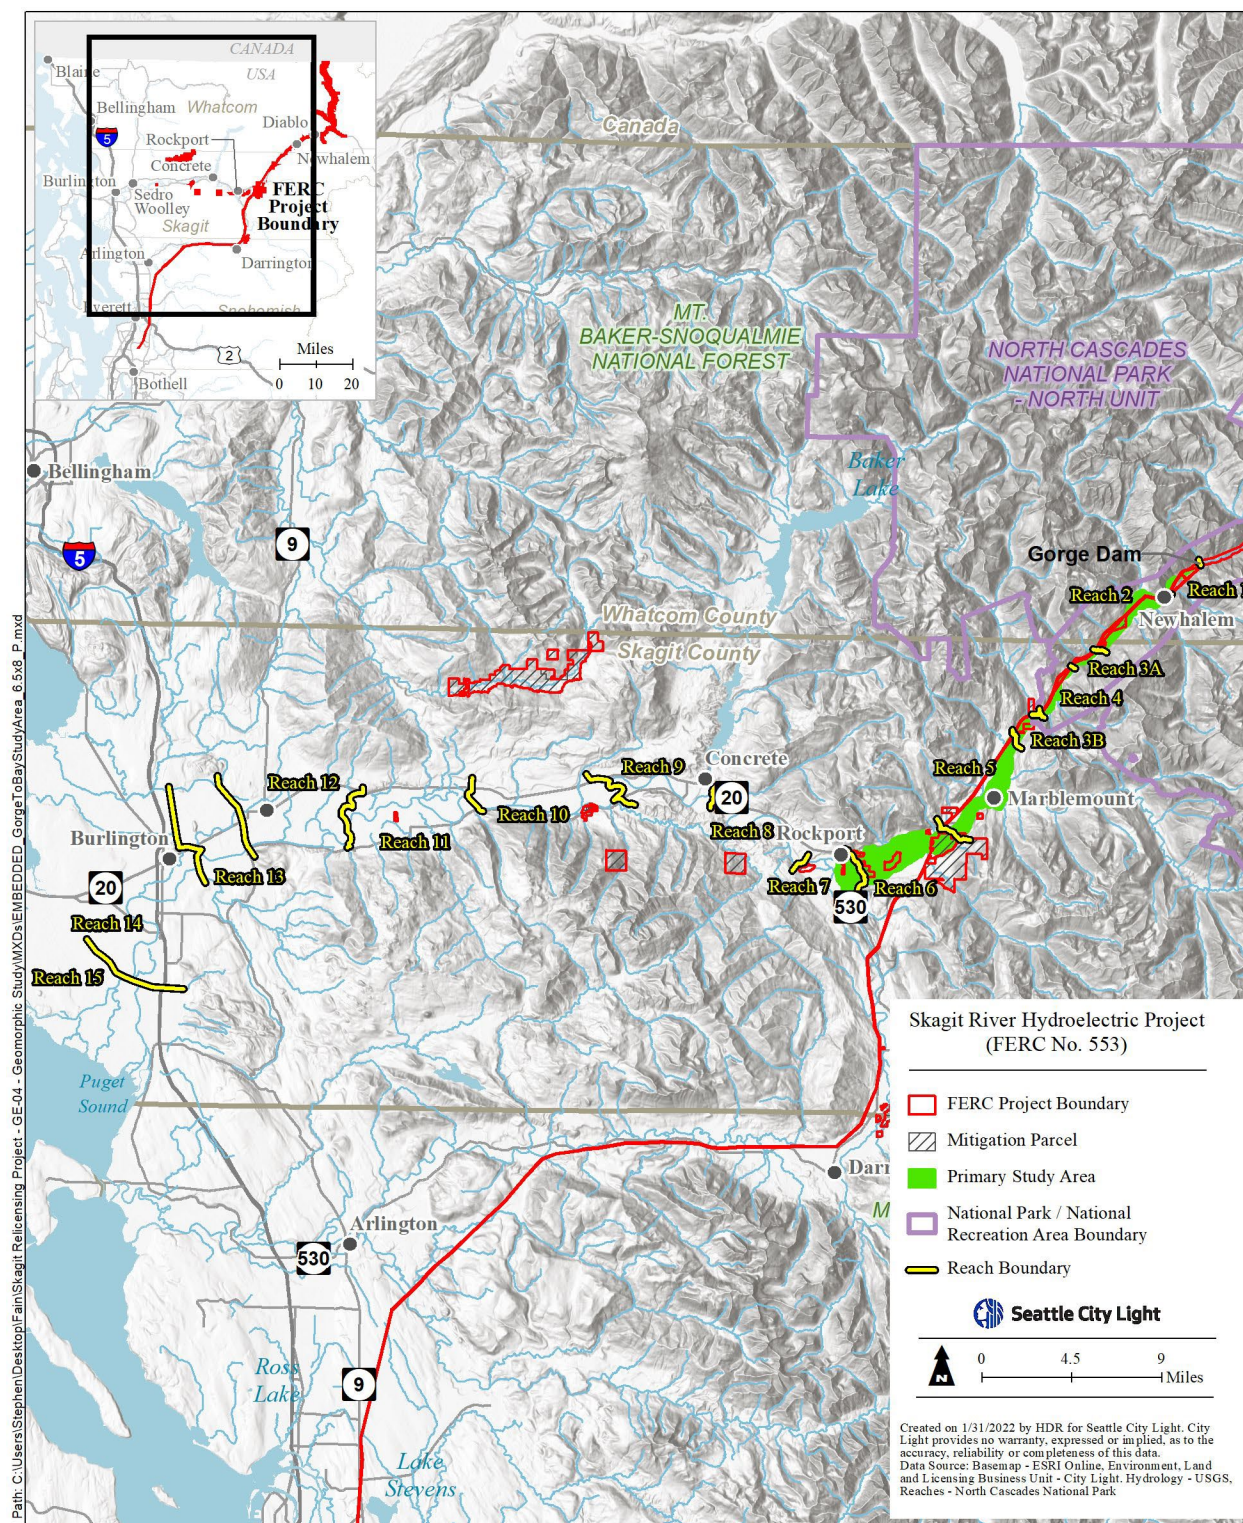 CANADA
USA
Blaine
Whatcom
Bellingham
Diablo
5
Rockport
Newhalem
Concrete
Burlington
Sedro
Woolley
FERC
Project
Boundary
Skagit
Arlington
Darrington
Everett
Snohomish
2
Miles
0 10 20
Bothell
Canada
MT.
BAKER-SNOQUALMIE
NATIONAL FOREST
NORTH CASCADES
NATIONAL PARK
- NORTH UNIT
Bellingham
Baker
Lake
9
5
Gorge Dam
Reach 2
Reach 1
Newhalem
Whatcom County
Skagit County
Reach 3A
Reach 4
Reach 3B
Reach 5
Concrete
Reach 9
Reach 12
20
Marblemount
Reach 10
Reach 8
Rockport
Burlington
Reach 11
Reach 13
Reach 7
Reach 6
20
530
Reach 14
Reach 15
Puget
Sound
Darr
M
Arlington
530
Ross
Lake
9
Lake
Stevens
Skagit River Hydroelectric Project
(FERC No. 553)
FERC Project Boundary
Mitigation Parcel
Primary Study Area
National Park / National
Recreation Area Boundary
Reach Boundary
Seattle City Light
N
0 4.5 9
Miles
Created on 1/31/2022 by HDR for Seattle City Light. City
Light provides no warranty, expressed or implied, as to the
accuracy, reliability or completeness of this data.
Data Source: Basemap - ESRI Online, Environment, Land
and Licensing Business Unit - City Light. Hydrology - USGS,
Reaches - North Cascades National Park
Path: C:\Users\Stephen\Desktop\Fain\Skagit Relicensing Project - GE-04 - Geomorphic Study\MXDs\EMBEDDED_GorgeToBayStudyArea_6.5x8_P.mxd